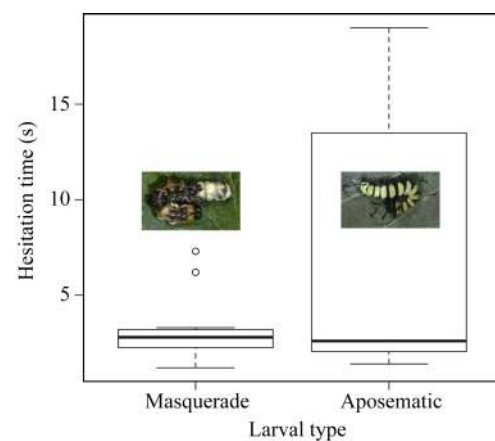 Hesitation time (s)
15
10
5
Masquerade Aposematic
Larval type